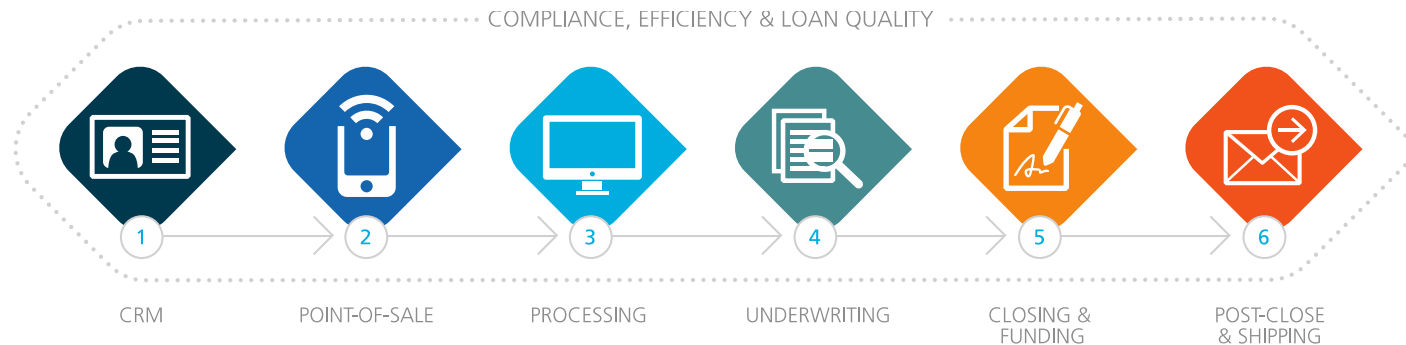 COMPLIANCE, EFFICIENCY & LOAN QUALITY
1
2
3
4
5
6
CRM
POINT-OF-SALE
PROCESSING
UNDERWRITING
CLOSING &
FUNDING
POST-CLOSE
& SHIPPING